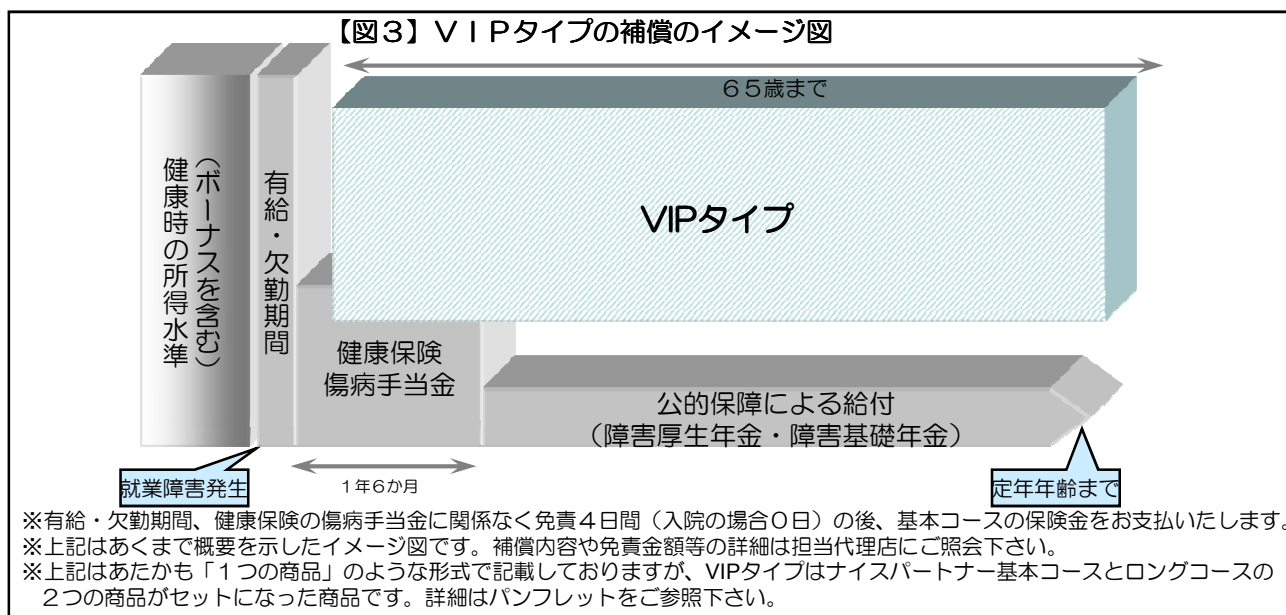 【図３】ＶＩＰタイプの補償のイメージ図
６５歳まで
健康時の所得水準
（ボーナスを含む）
有給・欠勤期間
VIPタイプ
健康保険
傷病手当金
公的保障による給付
（障害厚生年金・障害基礎年金）
就業障害発生
１年６か月
定年年齢まで
※有給・欠勤期間、健康保険の傷病手当金に関係なく免責４日間（入院の場合０日）の後、基本コースの保険金をお支払いたします。
※上記はあくまで概要を示したイメージ図です。補償内容や免責金額等の詳細は担当代理店にご照会下さい。
※上記はあたかも「１つの商品」のような形式で記載しておりますが、VIPタイプはナイスパートナー基本コースとロングコースの
２つの商品がセットになった商品です。詳細はパンフレットをご参照下さい。